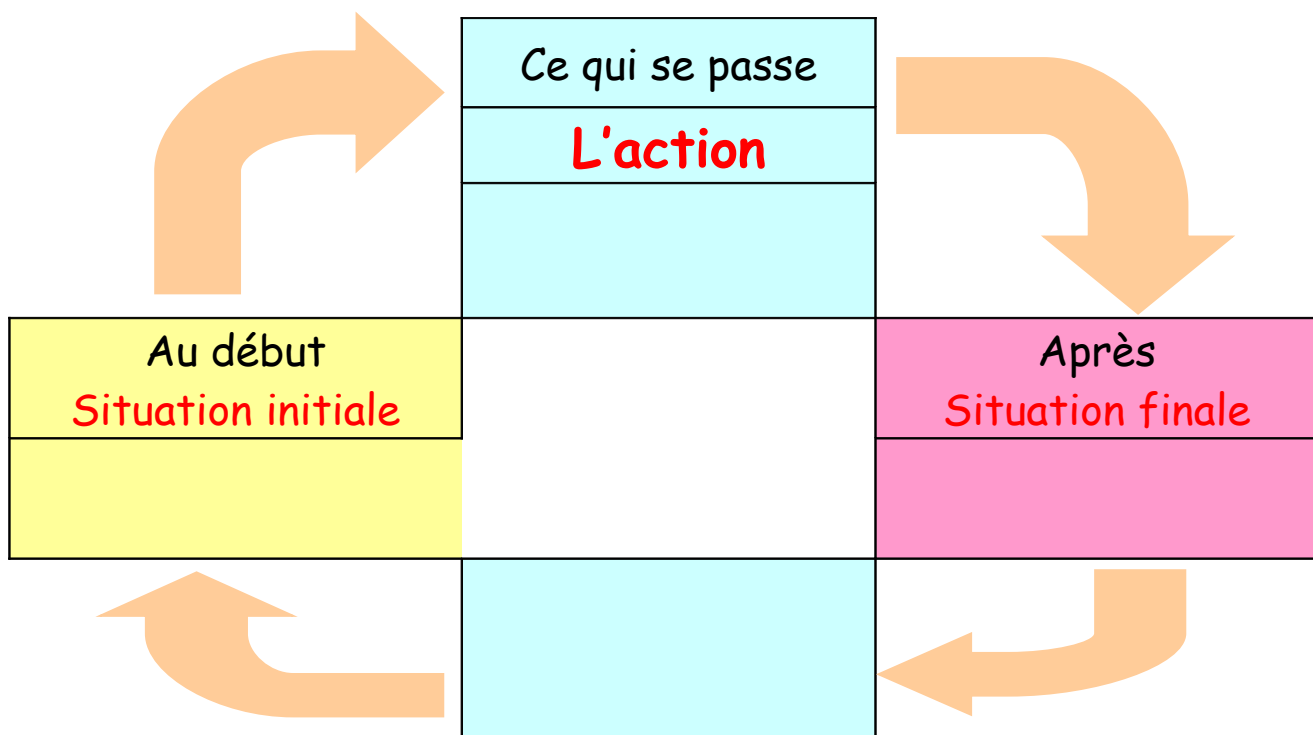 Ce qui se passe
L’action
Au début
Situation initiale
Après
Situation finale